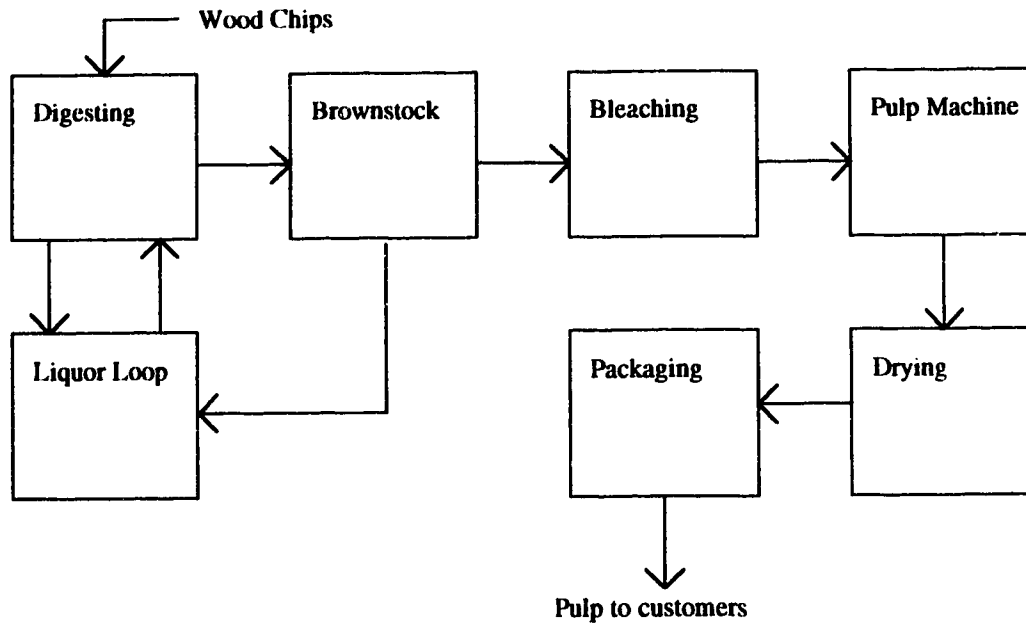 Wood Chips
Digesting
Brownstock
Bleaching
Pulp Machine
Liquor Loop
Packaging
Drying
Pulp to customers